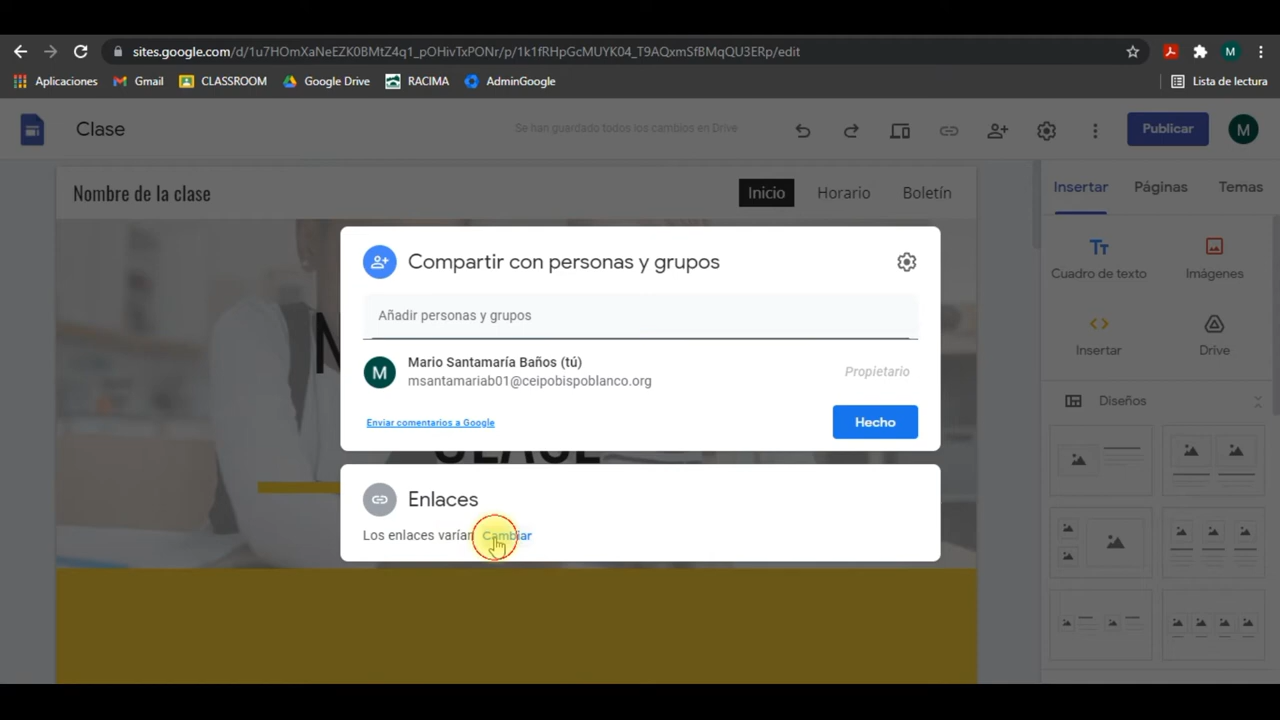 sites.google.com/d/1u7HOmXaNeEZK0BMtZ4q1_pOHivTxPONr/p/1k1fRHpGcMUYK04_T9AQxmSfBMqQU3ERp/edit
M
Aplicaciones
Gmail
CLASSROOM
Google Drive
RACIMA
AdminGoogle
Lista de lectura
Clase
Se han guardado todos los cambios en Drive
Publicar
M
Nombre de la clase
Inicio
Horario
Boletín
Insertar
Páginas
Temas
Compartir con personas y grupos
Cuadro de texto
Imágenes
Añadir personas y grupos
Insertar
Drive
M
Mario Santamaría Baños (tú)
msantamariab01@ceipobispoblanco.org
Propietario
Diseños
Enviar comentarios a Google
Hecho
Enlaces
Los enlaces varían Cambiar